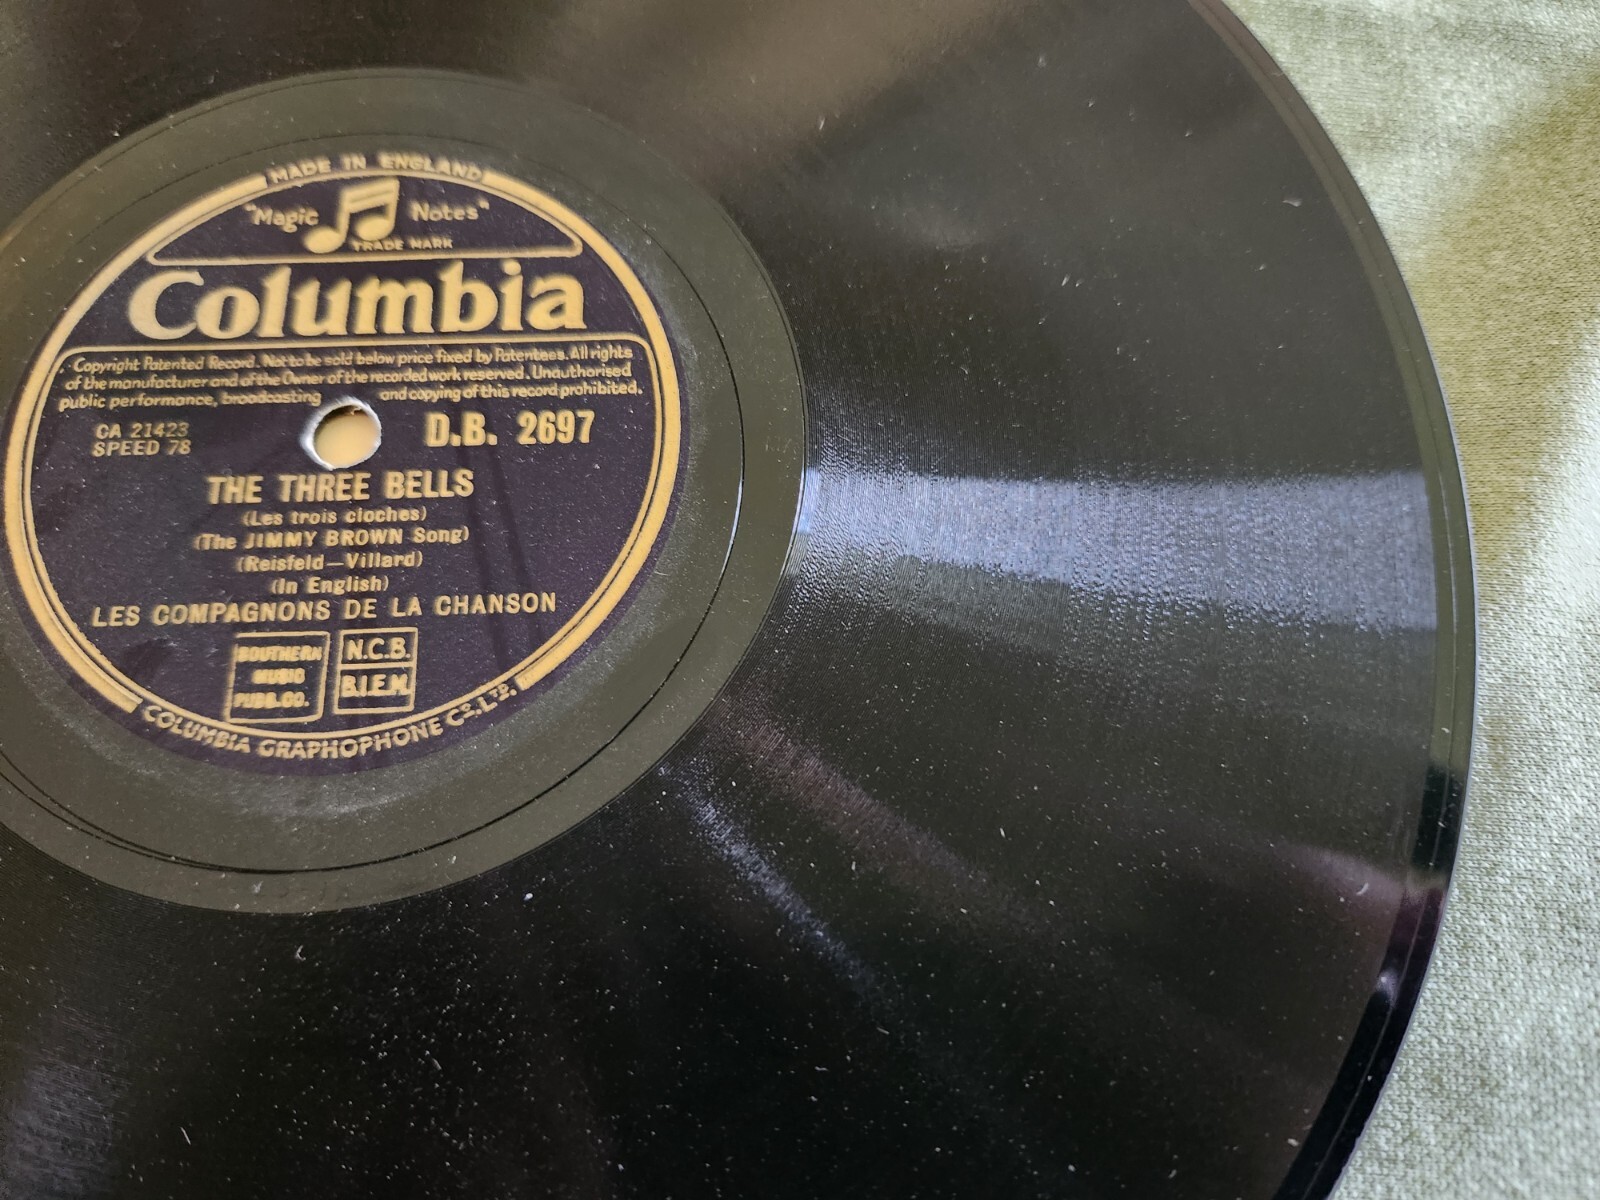 MADE IN ENGLAND
"Magic Notes"
TRADE MARK
Columbia
Copyright Patented Record. Not to be sold below price fixed by Patentees. All rights
of the manufacturer and of the Owner of the recorded work reserved. Unauthorised
public performance, broadcasting and copying of this record prohibited.
CA 21423
SPEED 78
D.B. 2697
THE THREE BELLS
(Les trois cloches)
(The JIMMY BROWN Song)
(Reisfeld—Villard)
(In English)
LES COMPAGNONS DE LA CHANSON
SOUTHERN
MUSIC
PUBG.CO.
N.C.B.
B.I.E.M.
COLUMBIA GRAPHOPHONE CO. LTD.